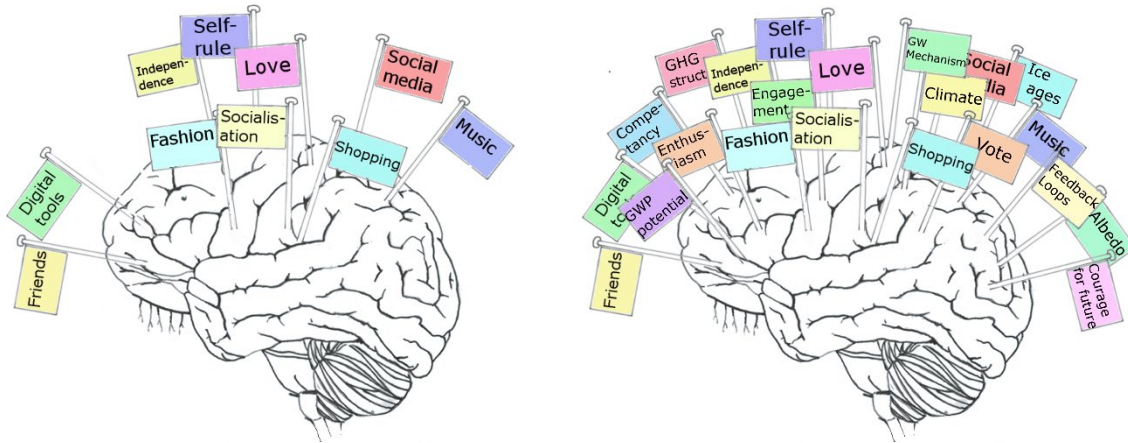 Self-
rule
Indepen-
dence
Love
Social
media
Fashion
Socialis-
ation
Shopping
Music
Digital
tools
Friends
GHG
struct
Indepen-
dence
Self-
rule
Love
GW
Mechanism
Social
Ice
ages
Engage-
ment
Climate
Compe-
tancy
Enthus-
iasm
Fashion
Socialis-
ation
Shopping
Vote
Music
Digital
GWP
potential
Feedback
Loops
Albedo
Friends
Courage
for future